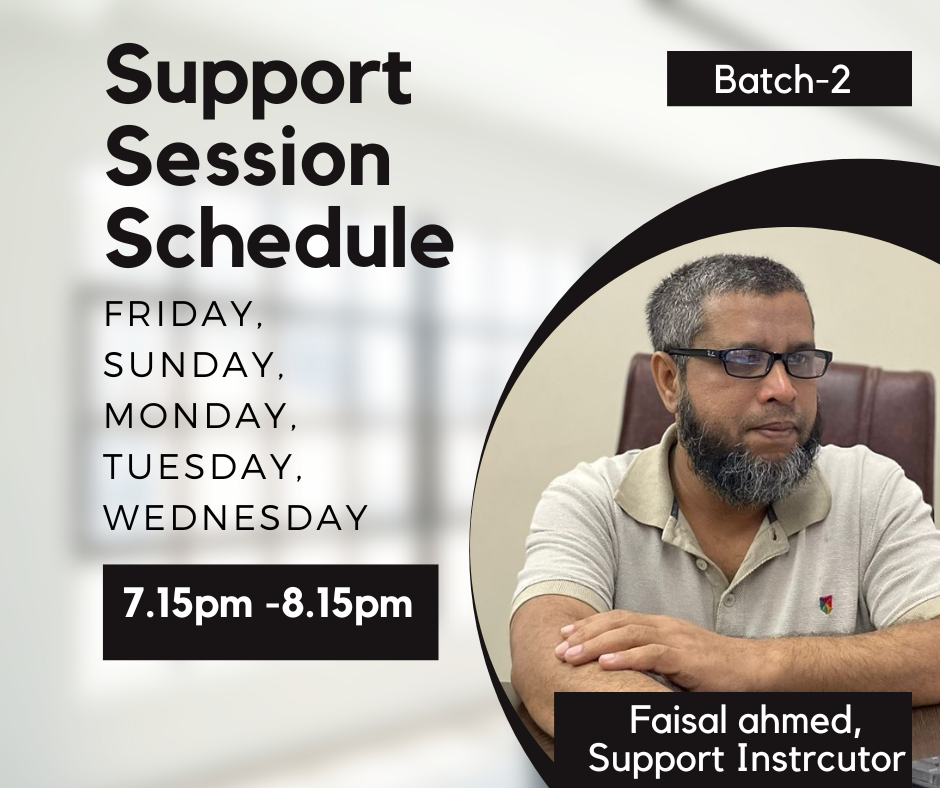 Support
Session
Schedule
Batch-2
FRIDAY,
SUNDAY,
MONDAY,
TUESDAY,
WEDNESDAY
7.15pm -8.15pm
Faisal ahmed,
Support Instrcutor